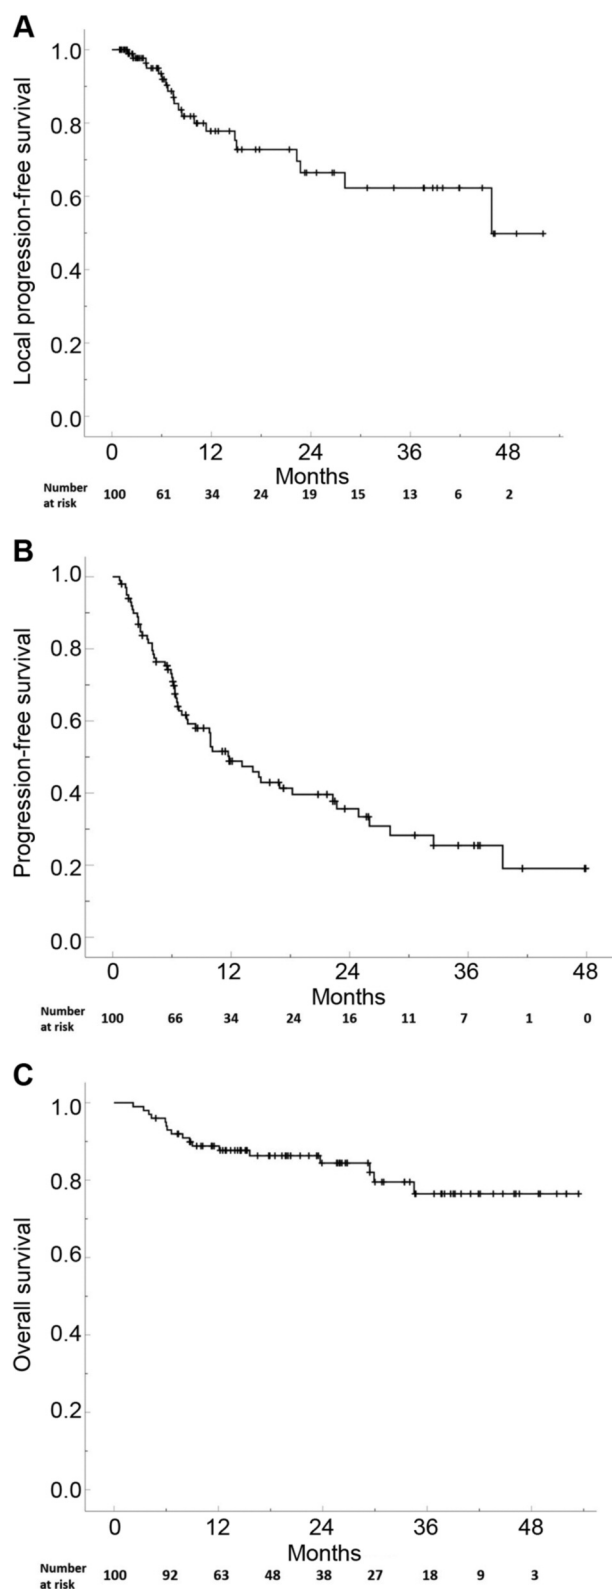 A
Local progression-free survival
1.0
0.8
0.6
0.4
0.2
0.0
0 12 24 36 48
Months
Number
at risk
100 61 34 24 19 15 13 6 2
B
Progression-free survival
1.0
0.8
0.6
0.4
0.2
0.0
0 12 24 36 48
Months
Number
at risk
100 66 34 24 16 11 7 1 0
C
Overall survival
1.0
0.8
0.6
0.4
0.2
0.0
0 12 24 36 48
Months
Number
at risk
100 92 63 48 38 27 18 9 3